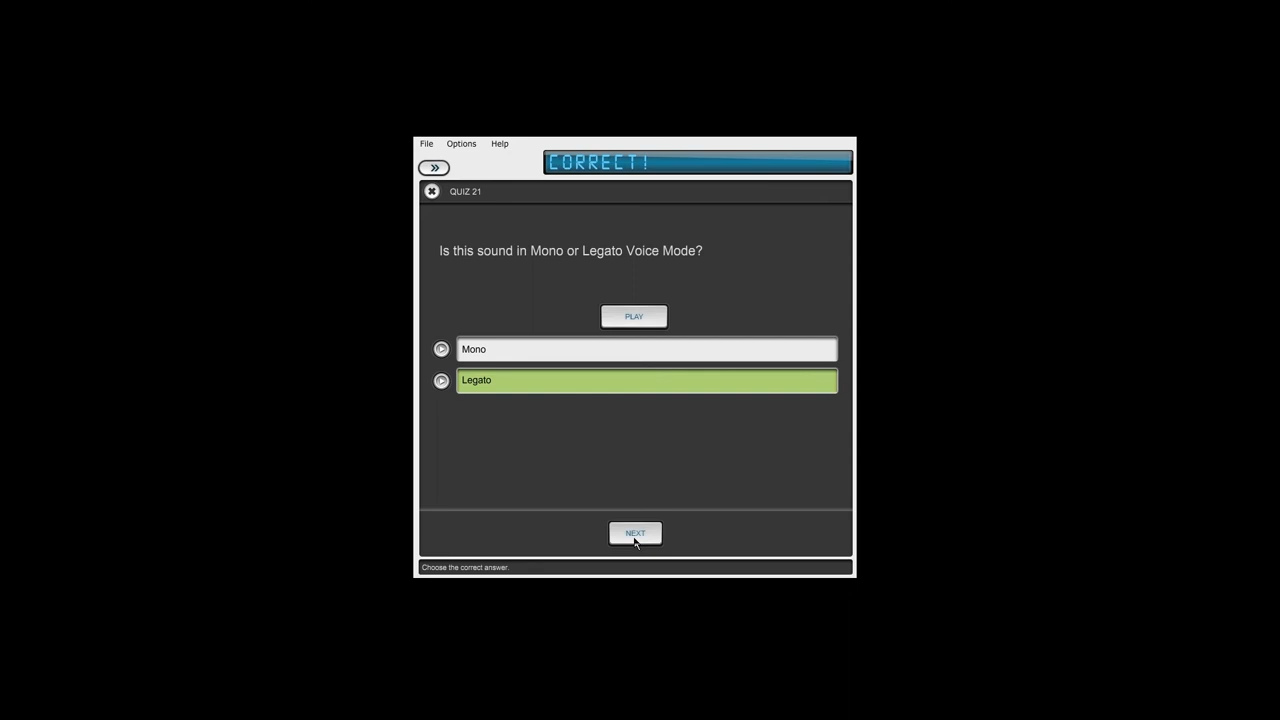 File Options Help
CORRECT!
QUIZ 21
Is this sound in Mono or Legato Voice Mode?
PLAY
Mono
Legato
NEXT
Choose the correct answer.